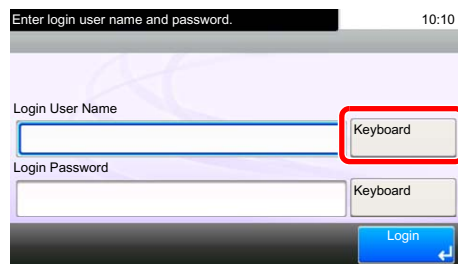 Enter login user name and password. 10:10
Login User Name
Keyboard
Login Password
Keyboard
Login